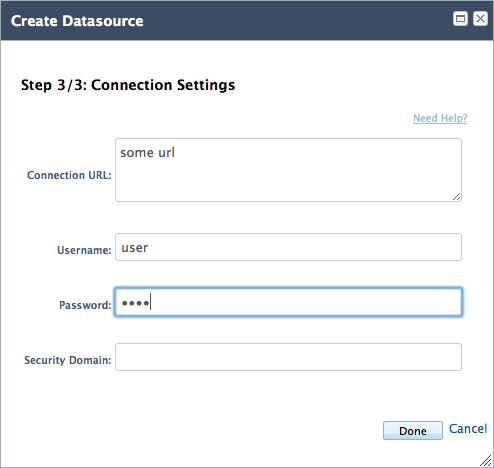 Create Datasource
Step 3/3: Connection Settings
Need Help?
Connection URL: some url
Username: user
Password: ••••
Security Domain:
Done Cancel